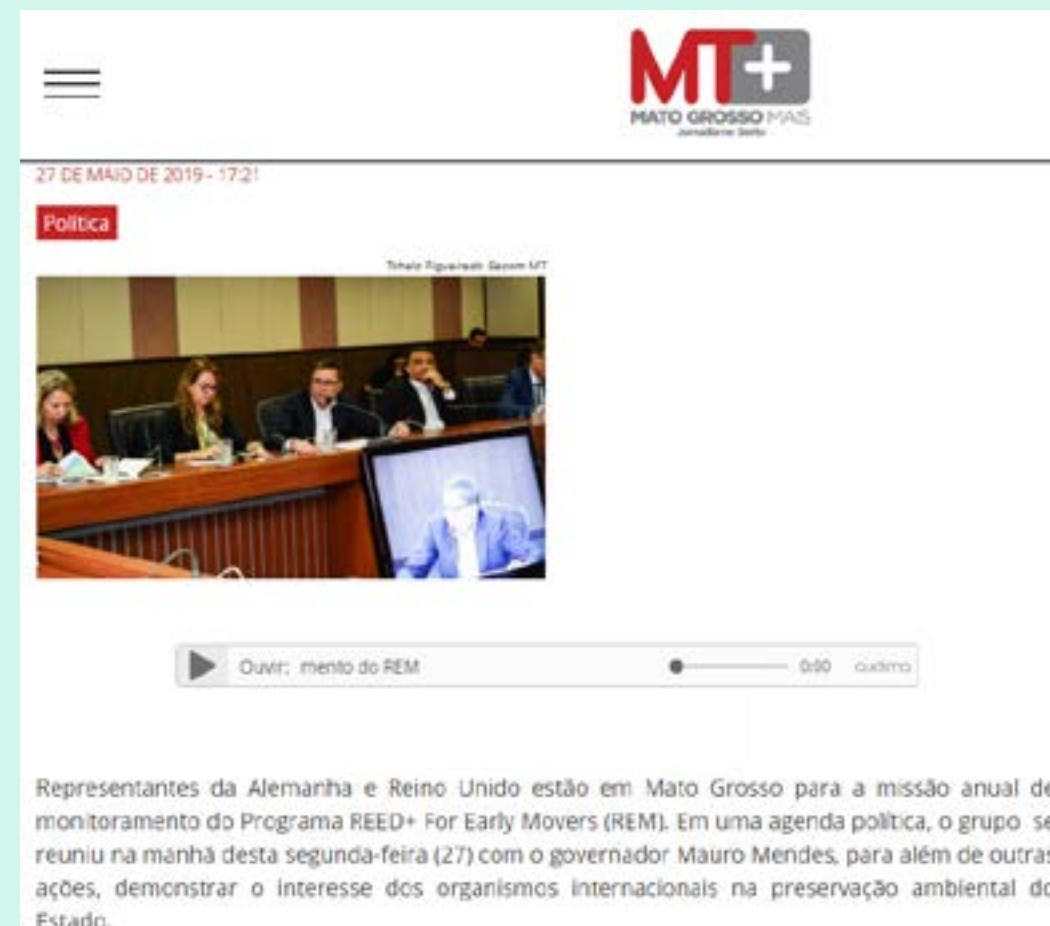 MT+
MATO GROSSO MAIS
27 DE MAIO DE 2019 - 17:21
Política
Ouvir: mento do REM
0:00 audima
Representantes da Alemanha e Reino Unido estão em Mato Grosso para a missão anual de
monitoramento do Programa REED+ For Early Movers (REM). Em uma agenda política, o grupo se
reuniu na manhã desta segunda-feira (27) com o governador Mauro Mendes, para além de outras
ações, demonstrar o interesse dos organismos internacionais na preservação ambiental do
Estado.